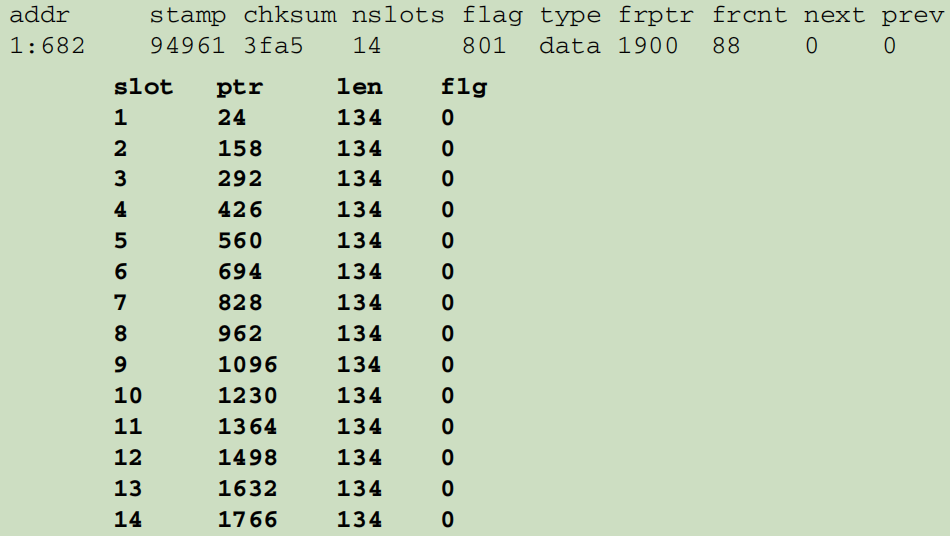 addr stamp chksum nslots flag type frptr frcnt next prev
1:682 94961 3fa5 14 801 data 1900 88 0 0
slot ptr len flg
1 24 134 0
2 158 134 0
3 292 134 0
4 426 134 0
5 560 134 0
6 694 134 0
7 828 134 0
8 962 134 0
9 1096 134 0
10 1230 134 0
11 1364 134 0
12 1498 134 0
13 1632 134 0
14 1766 134 0